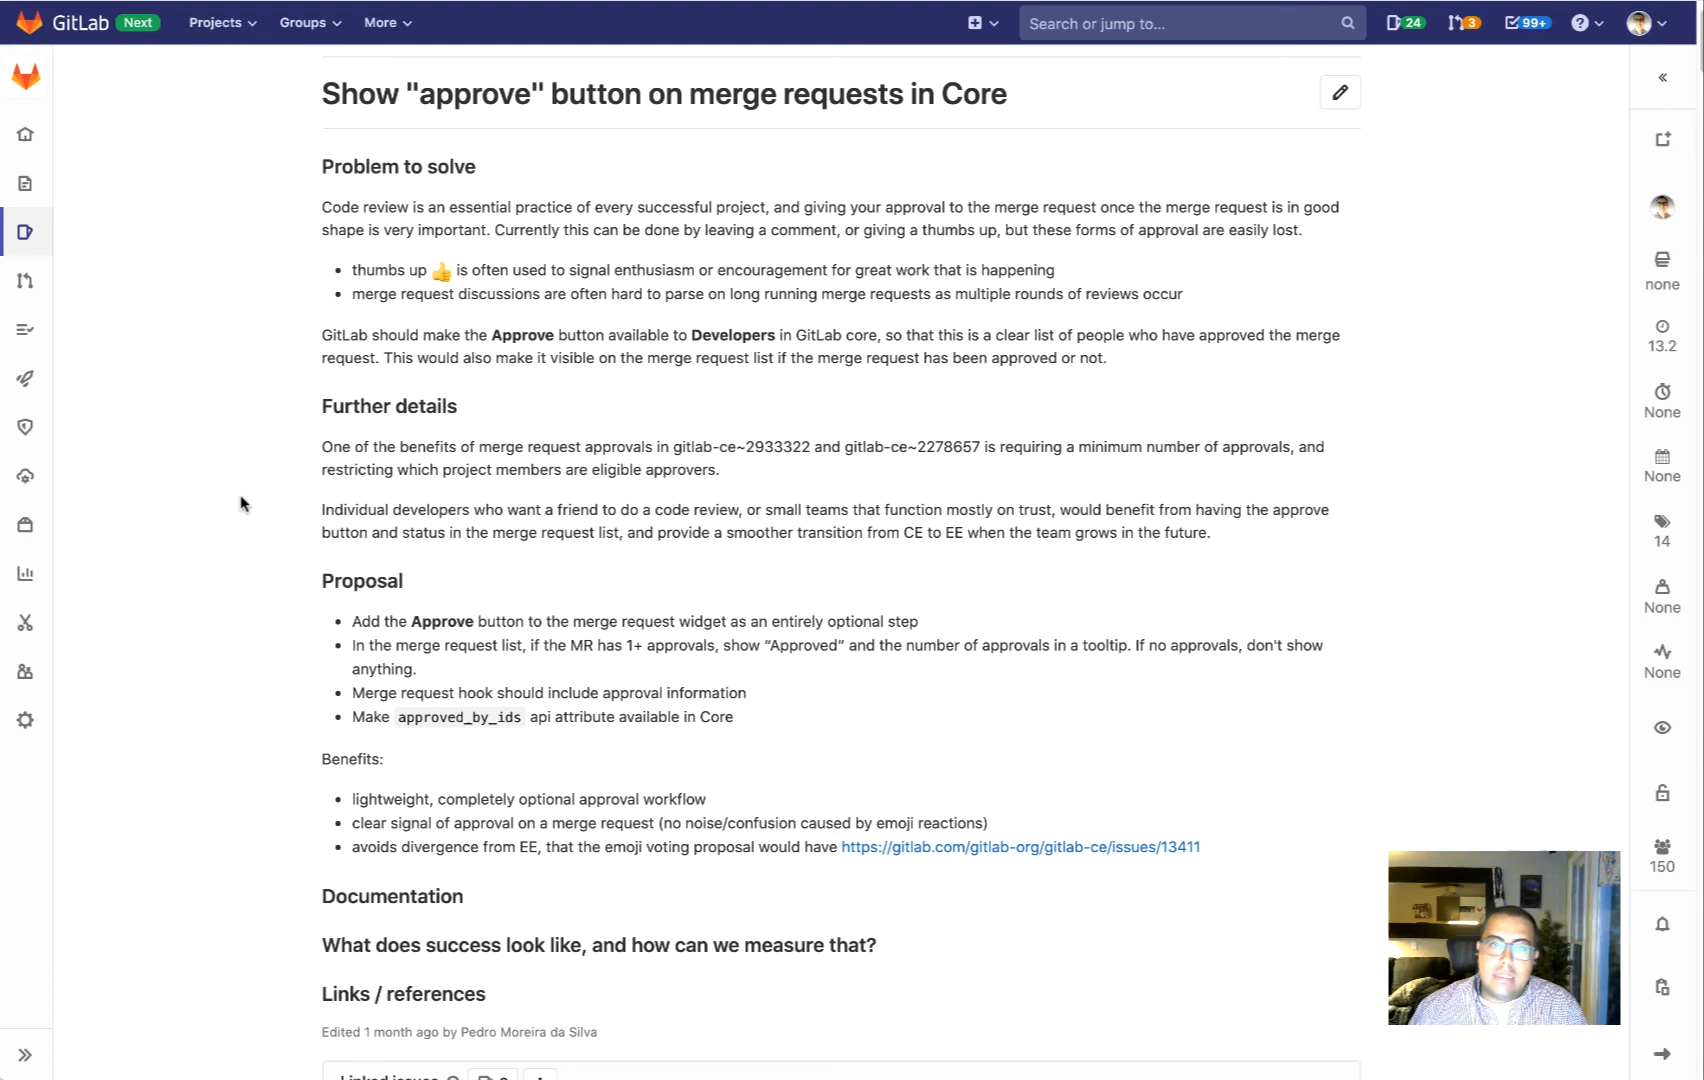 GitLab Next Projects Groups More Search or jump to... 24 3 99+
Show "approve" button on merge requests in Core
Problem to solve
Code review is an essential practice of every successful project, and giving your approval to the merge request once the merge request is in good
shape is very important. Currently this can be done by leaving a comment, or giving a thumbs up, but these forms of approval are easily lost.
• thumbs up 👍 is often used to signal enthusiasm or encouragement for great work that is happening
• merge request discussions are often hard to parse on long running merge requests as multiple rounds of reviews occur
GitLab should make the Approve button available to Developers in GitLab core, so that this is a clear list of people who have approved the merge
request. This would also make it visible on the merge request list if the merge request has been approved or not.
Further details
One of the benefits of merge request approvals in gitlab-ce~2933322 and gitlab-ce~2278657 is requiring a minimum number of approvals, and
restricting which project members are eligible approvers.
Individual developers who want a friend to do a code review, or small teams that function mostly on trust, would benefit from having the approve
button and status in the merge request list, and provide a smoother transition from CE to EE when the team grows in the future.
Proposal
• Add the Approve button to the merge request widget as an entirely optional step
• In the merge request list, if the MR has 1+ approvals, show “Approved” and the number of approvals in a tooltip. If no approvals, don't show
anything.
• Merge request hook should include approval information
• Make approved_by_ids api attribute available in Core
Benefits:
• lightweight, completely optional approval workflow
• clear signal of approval on a merge request (no noise/confusion caused by emoji reactions)
• avoids divergence from EE, that the emoji voting proposal would have https://gitlab.com/gitlab-org/gitlab-ce/issues/13411
Documentation
What does success look like, and how can we measure that?
Links / references
Edited 1 month ago by Pedro Moreira da Silva
Linked issues
none
13.2
None
None
14
None
None
150